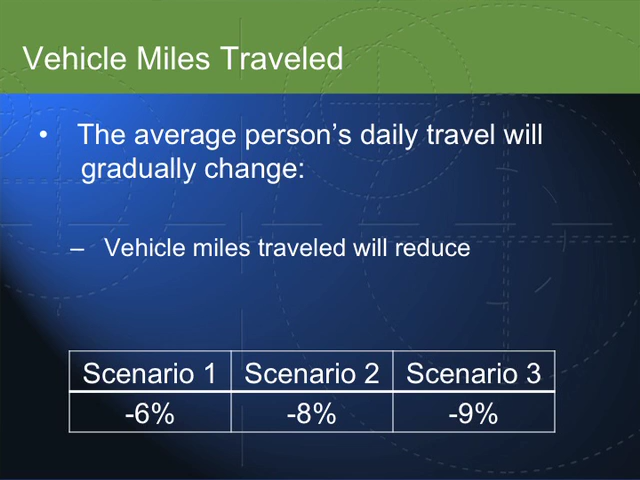 Vehicle Miles Traveled
• The average person's daily travel will
gradually change:
– Vehicle miles traveled will reduce
Scenario 1 Scenario 2 Scenario 3
-6% -8% -9%